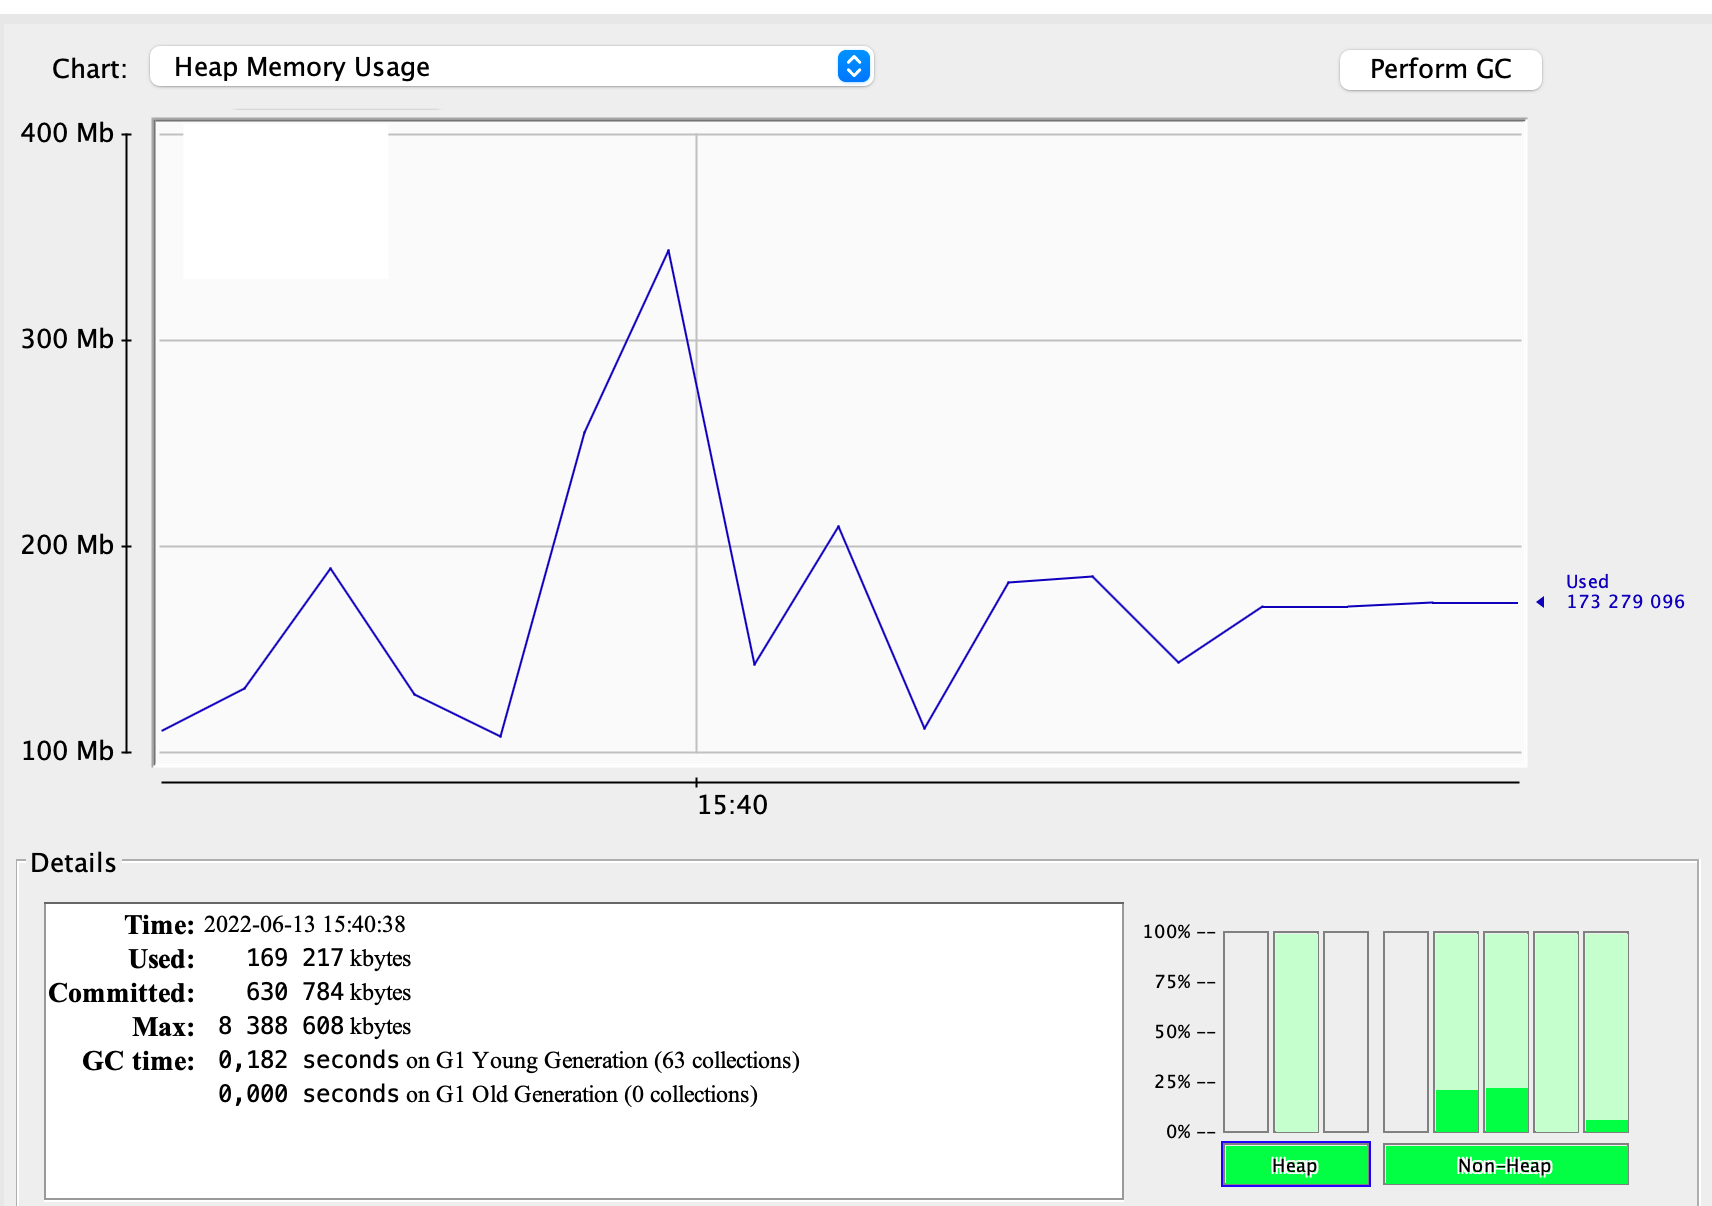 Chart: Heap Memory Usage Perform GC
400 Mb
300 Mb
200 Mb
Used
173 279 096
100 Mb
15:40
Details
Time: 2022-06-13 15:40:38
Used: 169 217 kbytes
Committed: 630 784 kbytes
Max: 8 388 608 kbytes
GC time: 0,182 seconds on G1 Young Generation (63 collections)
0,000 seconds on G1 Old Generation (0 collections)
100% --
75% --
50% --
25% --
0% --
Heap Non-Heap